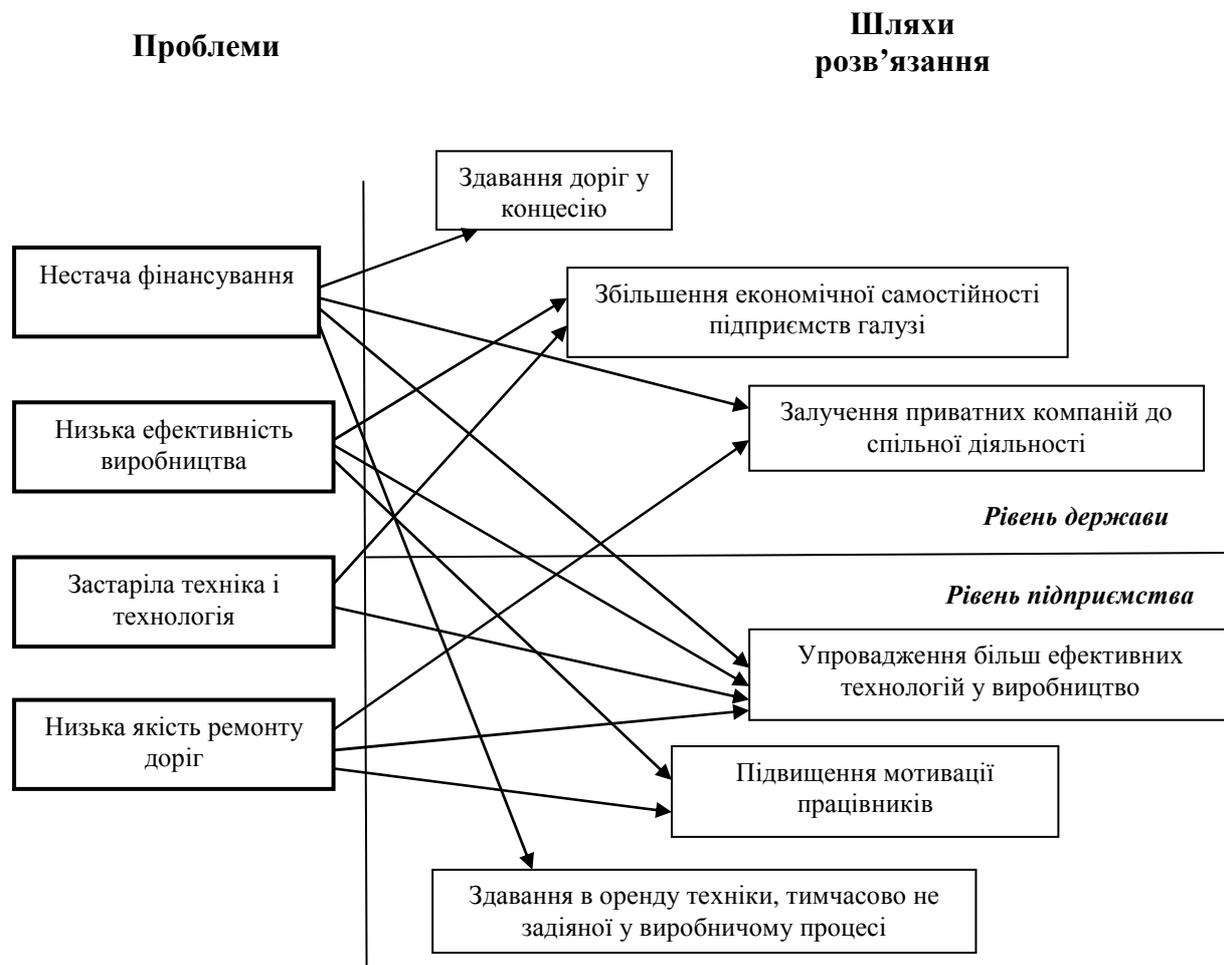 Проблеми
Шляхи
розв’язання
Здавання доріг у
концесію
Нестача фінансування
Збільшення економічної самостійності
підприємств галузі
Низька ефективність
виробництва
Залучення приватних компаній до
спільної діяльності
Рівень держави
Застаріла техніка і
технологія
Рівень підприємства
Упровадження більш ефективних
технологій у виробництво
Низька якість ремонту
доріг
Підвищення мотивації
працівників
Здавання в оренду техніки, тимчасово не
задіяної у виробничому процесі